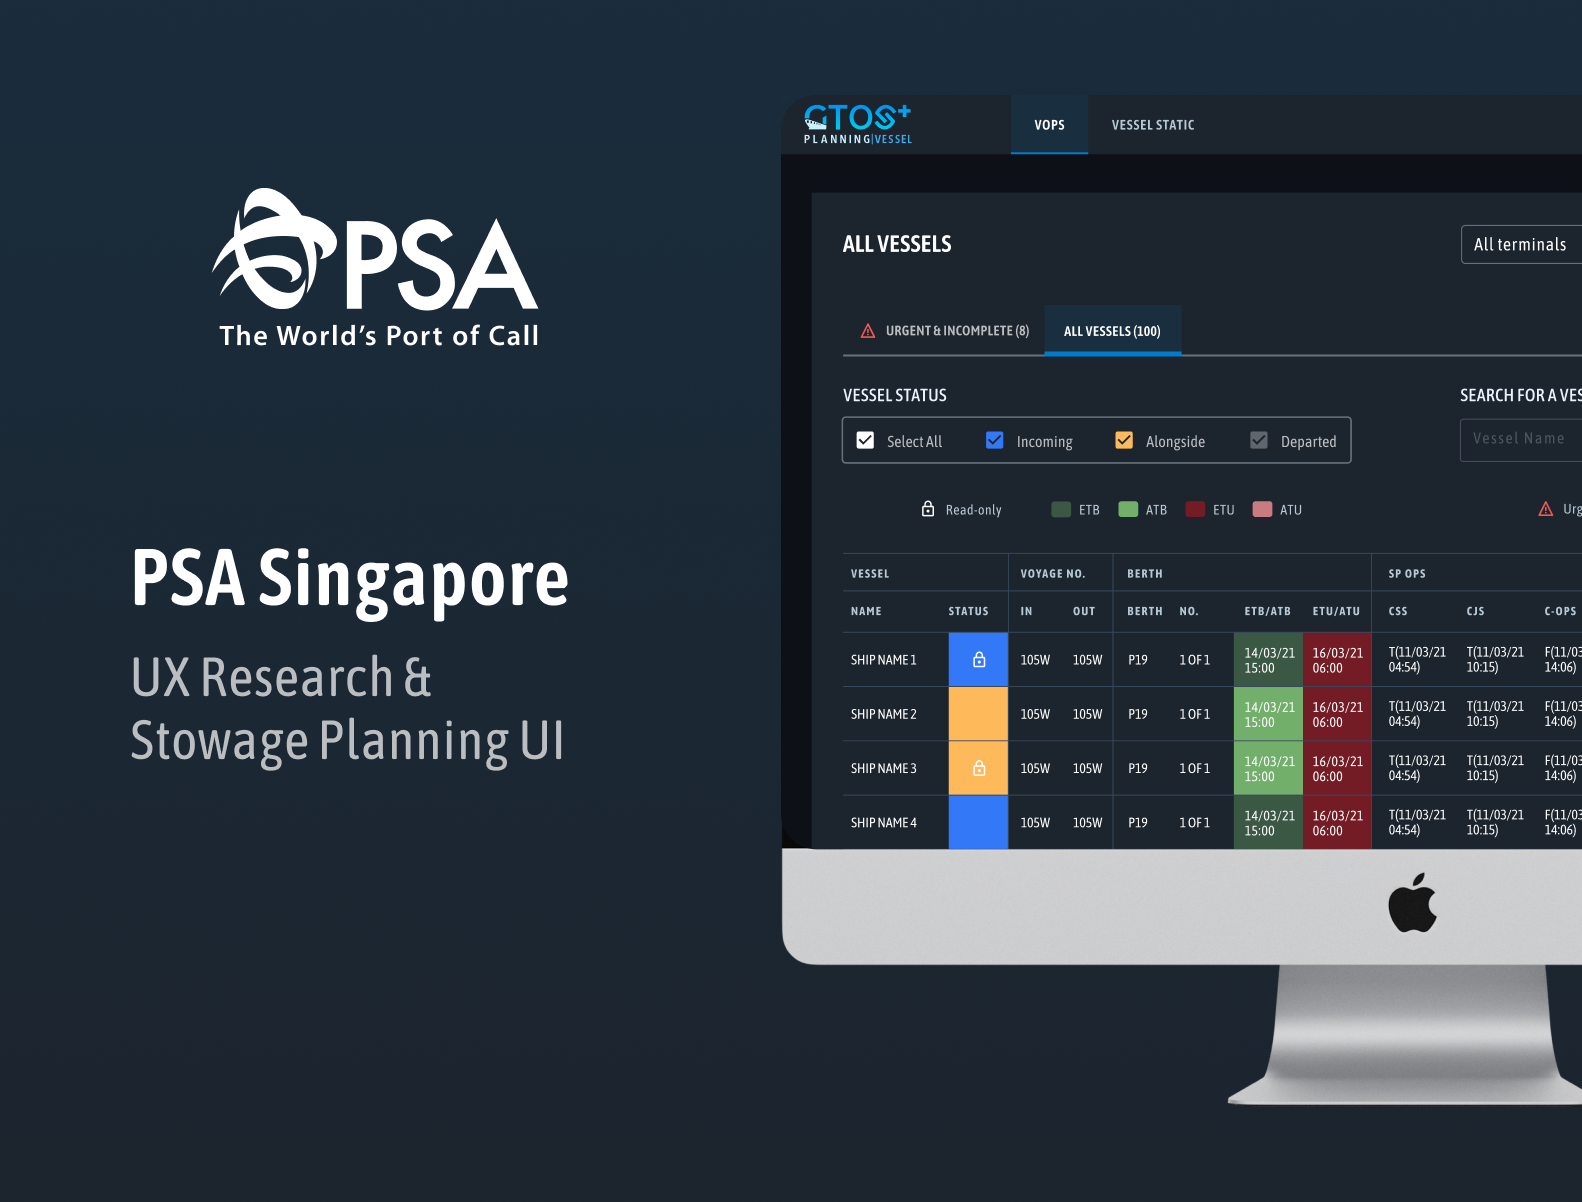 PSA
The World's Port of Call
PSA Singapore
UX Research &
Stowage Planning UI
GTOS+
PLANNING|VESSEL
VOPS
VESSEL STATIC
ALL VESSELS
All terminals
URGENT & INCOMPLETE (8)
ALL VESSELS (100)
VESSEL STATUS
SEARCH FOR A VES
Select All
Incoming
Alongside
Departed
Vessel Name
Read-only
ETB
ATB
ETU
ATU
Urg
VESSEL VOYAGE NO. BERTH SP OPS
NAME STATUS IN OUT BERTH NO. ETB/ATB ETU/ATU CSS CJS C-OPS
SHIP NAME 1 105W 105W P19 1 OF 1 14/03/21 15:00 16/03/21 06:00 T(11/03/21 04:54) T(11/03/21 10:15) F(11/03 14:06)
SHIP NAME 2 105W 105W P19 1 OF 1 14/03/21 15:00 16/03/21 06:00 T(11/03/21 04:54) T(11/03/21 10:15) F(11/03 14:06)
SHIP NAME 3 105W 105W P19 1 OF 1 14/03/21 15:00 16/03/21 06:00 T(11/03/21 04:54) T(11/03/21 10:15) F(11/03 14:06)
SHIP NAME 4 105W 105W P19 1 OF 1 14/03/21 15:00 16/03/21 06:00 T(11/03/21 04:54) T(11/03/21 10:15) F(11/03 14:06)